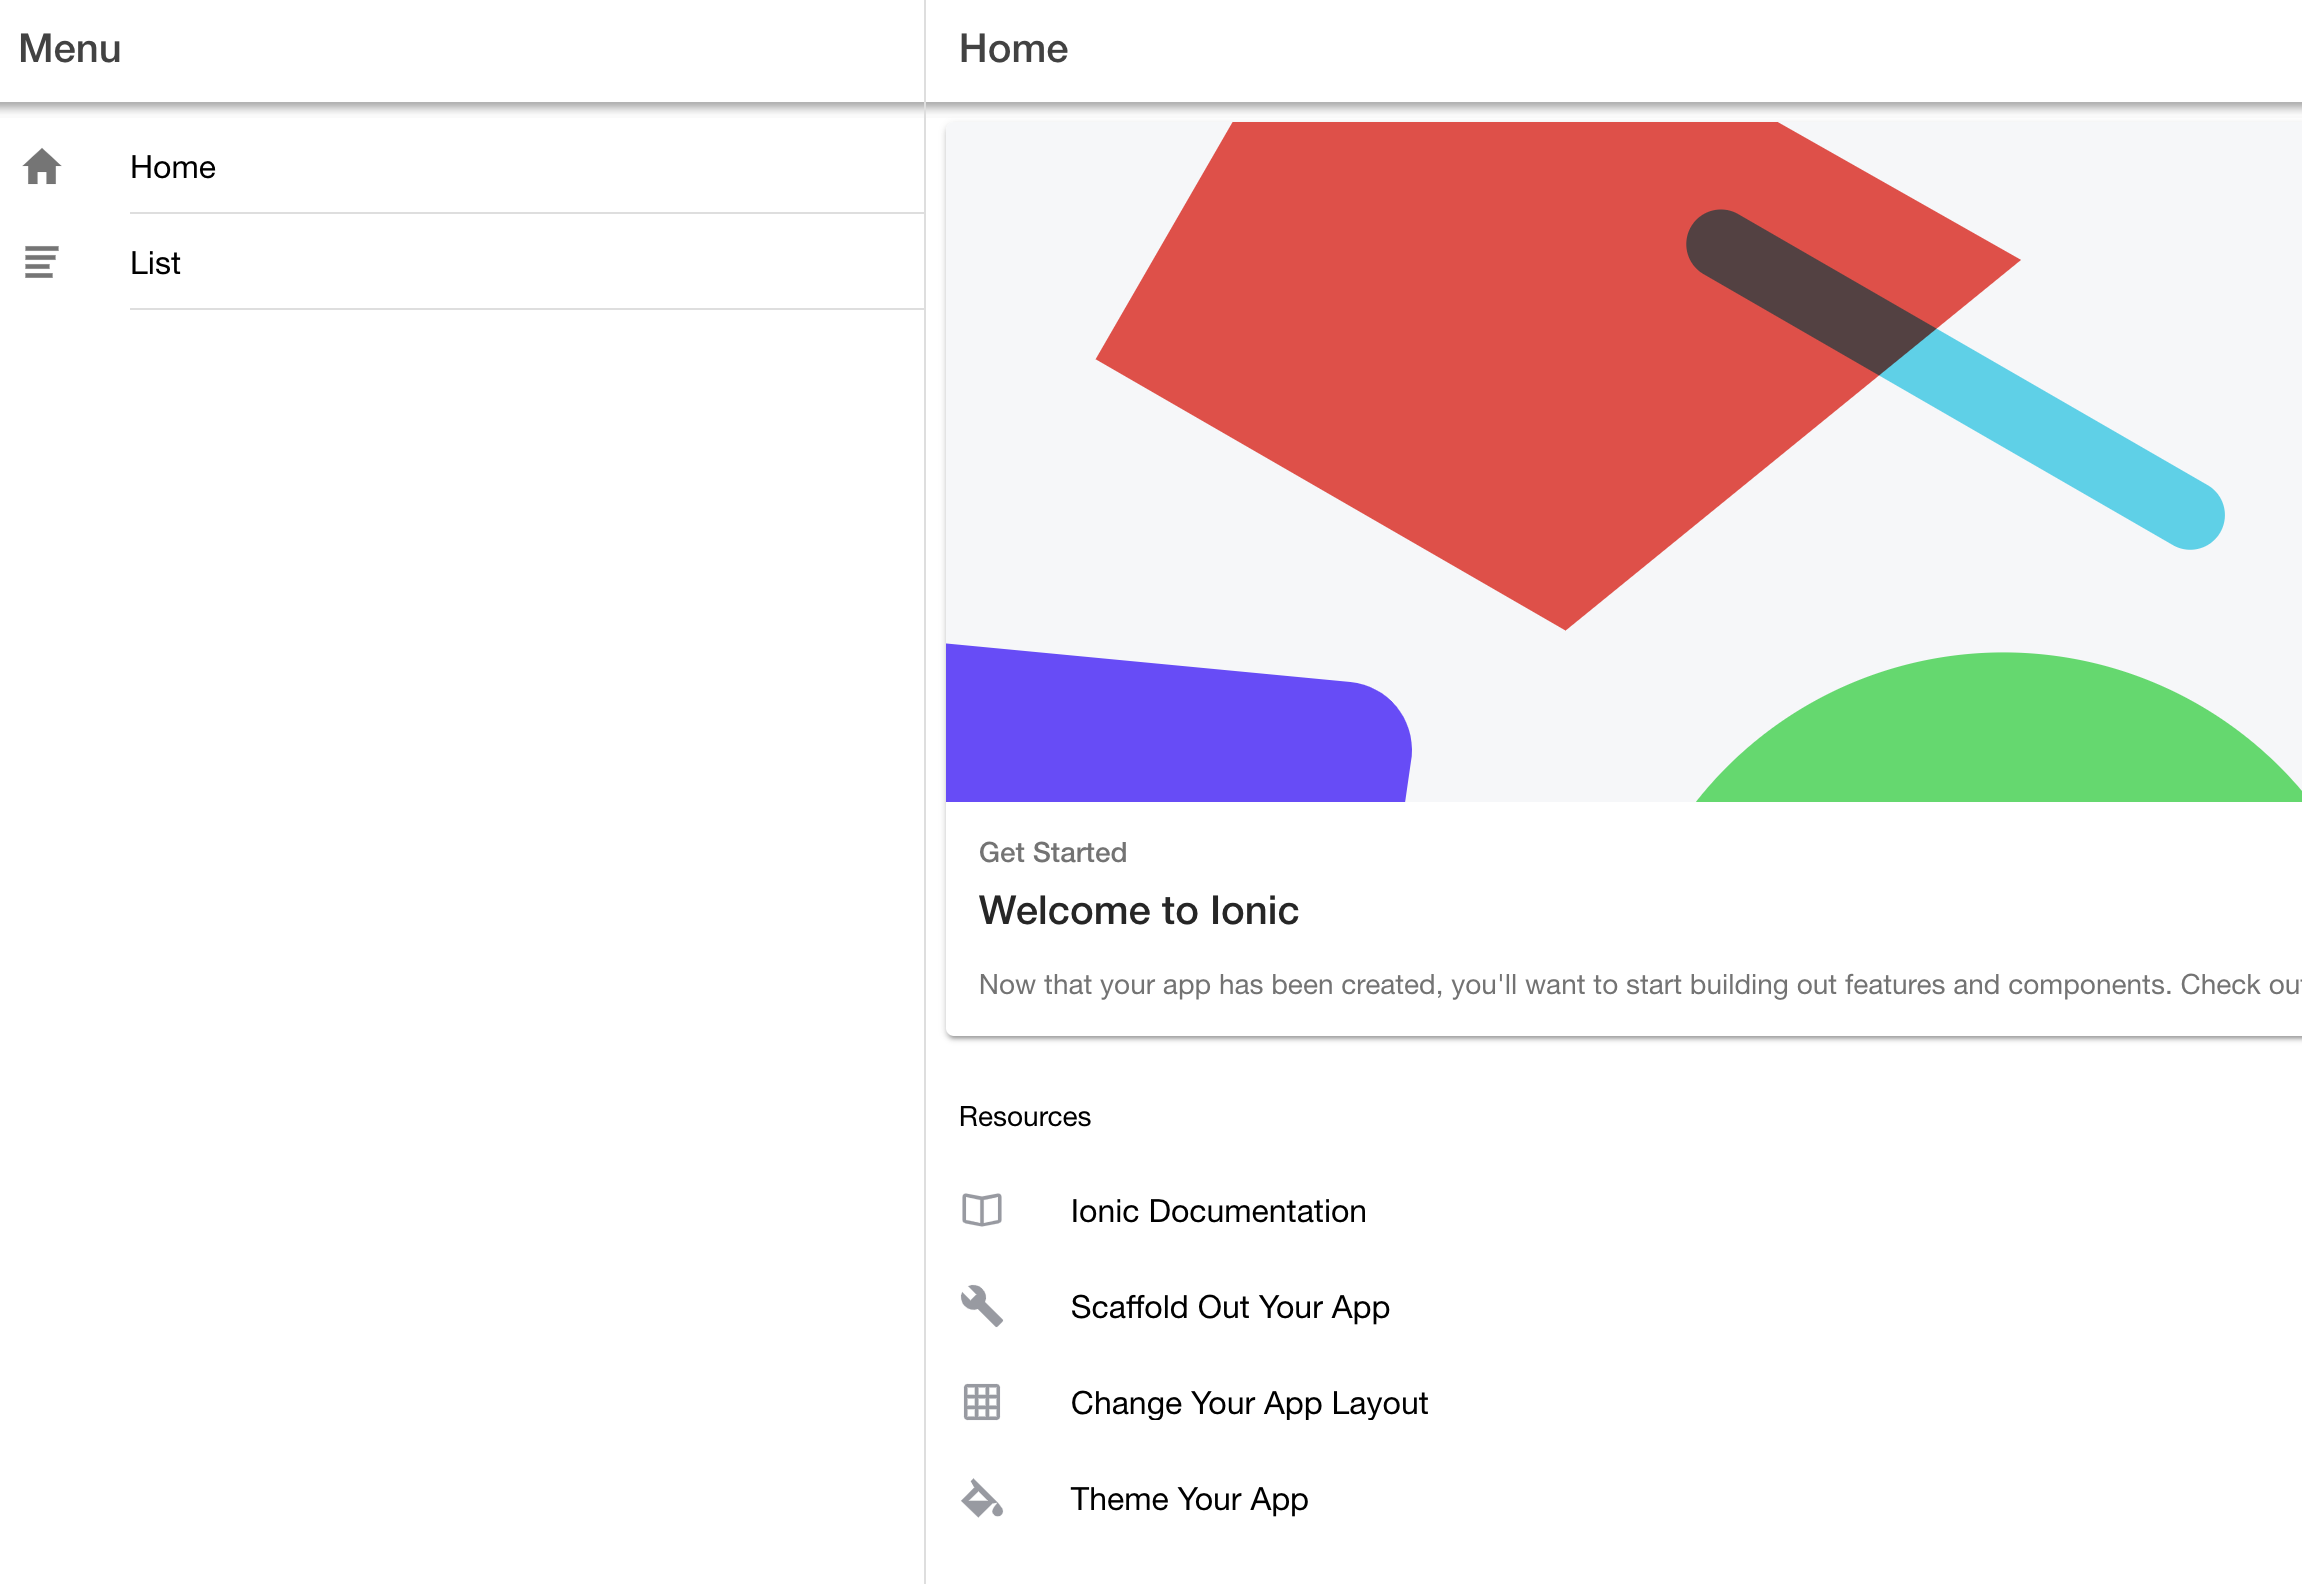 Menu
Home
List
Home
Get Started
Welcome to Ionic
Now that your app has been created, you'll want to start building out features and components. Check
Resources
Ionic Documentation
Scaffold Out Your App
Change Your App Layout
Theme Your App